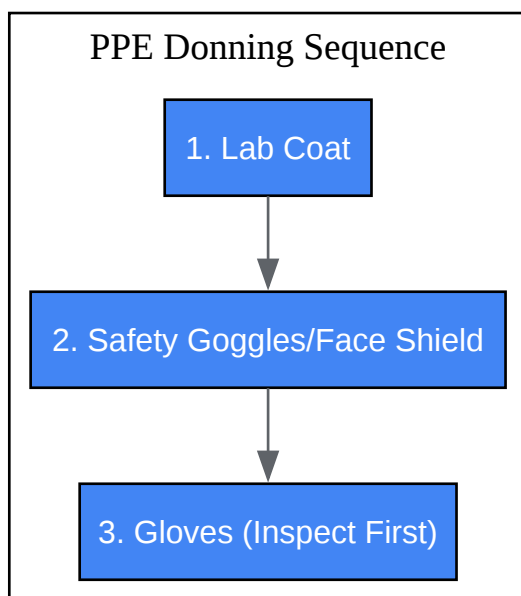 PPE Donning Sequence
1. Lab Coat
2. Safety Goggles/Face Shield
3. Gloves (Inspect First)